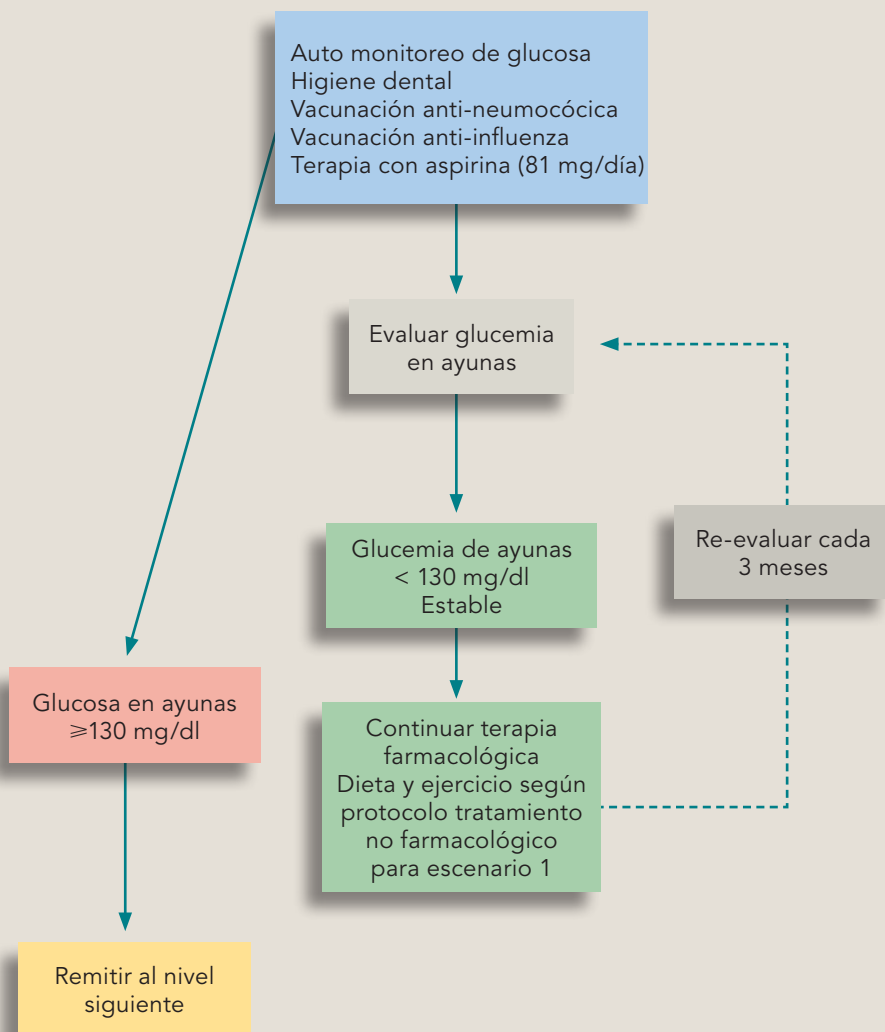 Auto monitoreo de glucosa
Higiene dental
Vacunación anti-neumocócica
Vacunación anti-influenza
Terapia con aspirina (81 mg/día)
Evaluar glucemia
en ayunas
Glucemia de ayunas
< 130 mg/dl
Estable
Re-evaluar cada
3 meses
Glucosa en ayunas
⩾130 mg/dl
Continuar terapia
farmacológica
Dieta y ejercicio según
protocolo tratamiento
no farmacológico
para escenario 1
Remitir al nivel
siguiente